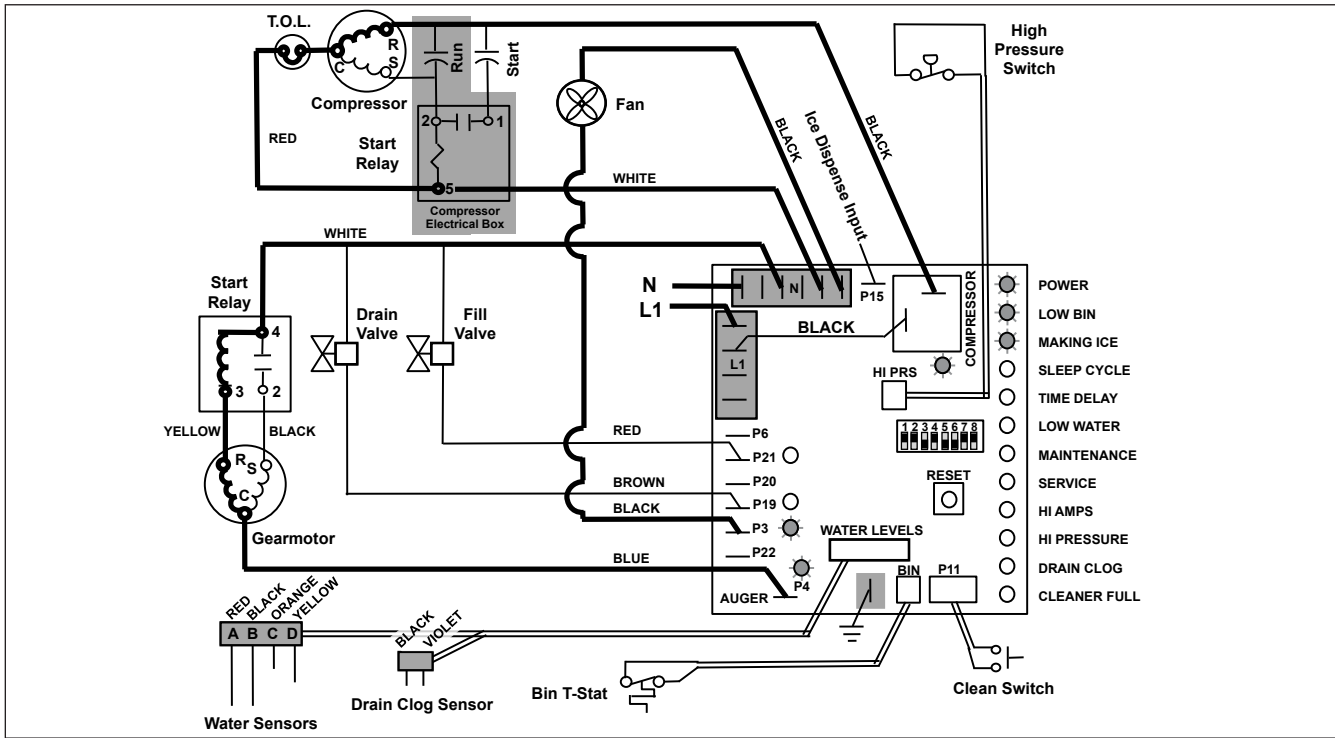 T.O.L.
R
S
C
Compressor
Run
Start
High
Pressure
Switch
Fan
RED
2
1
Start
Relay
5
Compressor
Electrical Box
WHITE
BLACK
BLACK
Ice Dispense Input
WHITE
Start
Relay
4
3
2
Drain
Valve
Fill
Valve
N
L1
N
P15
BLACK
L1
COMPRESSOR
HI PRS
POWER
LOW BIN
MAKING ICE
SLEEP CYCLE
TIME DELAY
LOW WATER
MAINTENANCE
SERVICE
HI AMPS
HI PRESSURE
DRAIN CLOG
CLEANER FULL
1 2 3 4 5 6 7 8
RESET
YELLOW
BLACK
R
S
C
Gearmotor
RED
BROWN
BLACK
BLUE
P6
P21
P20
P19
P3
P22
P4
AUGER
WATER LEVELS
BIN
P11
RED
BLACK
ORANGE
YELLOW
A B C D
Water Sensors
BLACK
VIOLET
Drain Clog Sensor
Bin T-Stat
Clean Switch